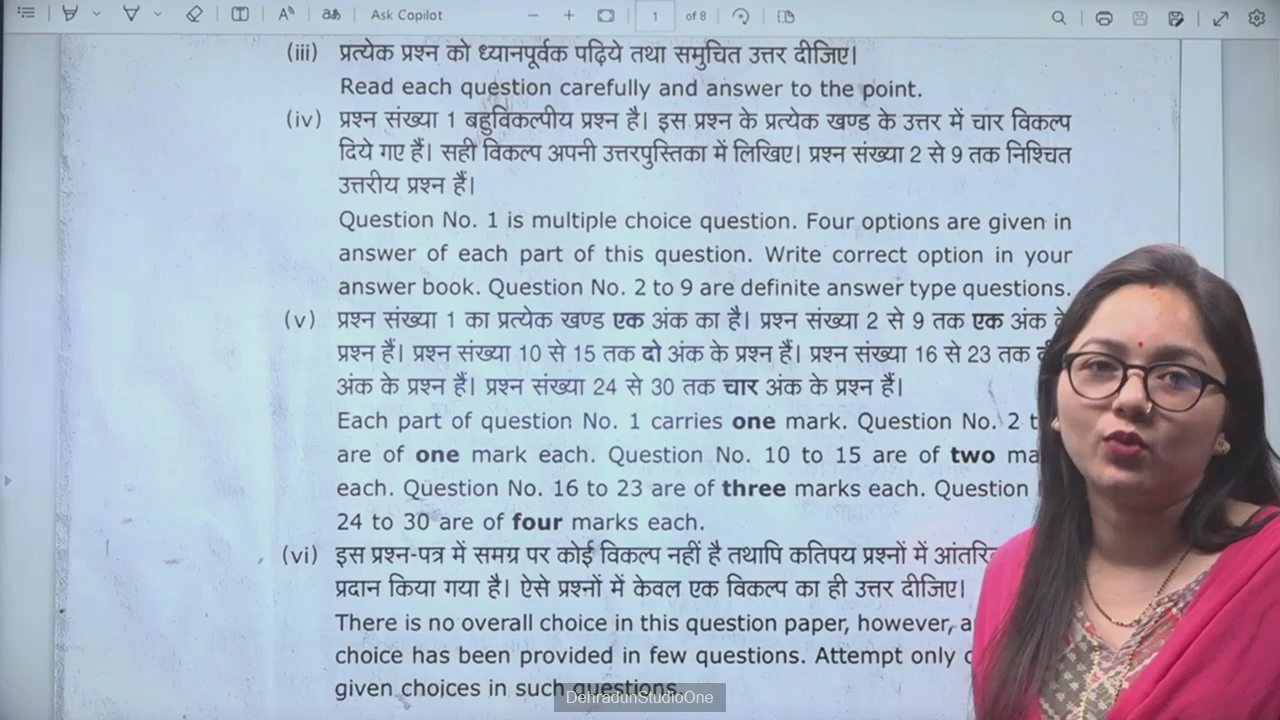 Ask Copilot
1 of 8
(iii) प्रत्येक प्रश्न को ध्यानपूर्वक पढ़िये तथा समुचित उत्तर दीजिए।
Read each question carefully and answer to the point.
(iv) प्रश्न संख्या 1 बहुविकल्पीय प्रश्न है। इस प्रश्न के प्रत्येक खण्ड के उत्तर में चार विकल्प
दिये गए हैं। सही विकल्प अपनी उत्तरपुस्तिका में लिखिए। प्रश्न संख्या 2 से 9 तक निश्चित
उत्तरीय प्रश्न हैं।
Question No. 1 is multiple choice question. Four options are given in
answer of each part of this question. Write correct option in your
answer book. Question No. 2 to 9 are definite answer type questions.
(v) प्रश्न संख्या 1 का प्रत्येक खण्ड एक अंक का है। प्रश्न संख्या 2 से 9 तक एक अंक
प्रश्न हैं। प्रश्न संख्या 10 से 15 तक दो अंक के प्रश्न हैं। प्रश्न संख्या 16 से 23 तक
अंक के प्रश्न हैं। प्रश्न संख्या 24 से 30 तक चार अंक के प्रश्न हैं।
Each part of question No. 1 carries one mark. Question No. 2
are of one mark each. Question No. 10 to 15 are of two
each. Question No. 16 to 23 are of three marks each. Question
24 to 30 are of four marks each.
(vi) इस प्रश्न-पत्र में समग्र पर कोई विकल्प नहीं है तथापि कतिपय प्रश्नों में
प्रदान किया गया है। ऐसे प्रश्नों में केवल एक विकल्प का ही उत्तर दीजिए।
There is no overall choice in this question paper, however,
choice has been provided in few questions. Attempt only
given choices in such questions.
DehradunStudioOne